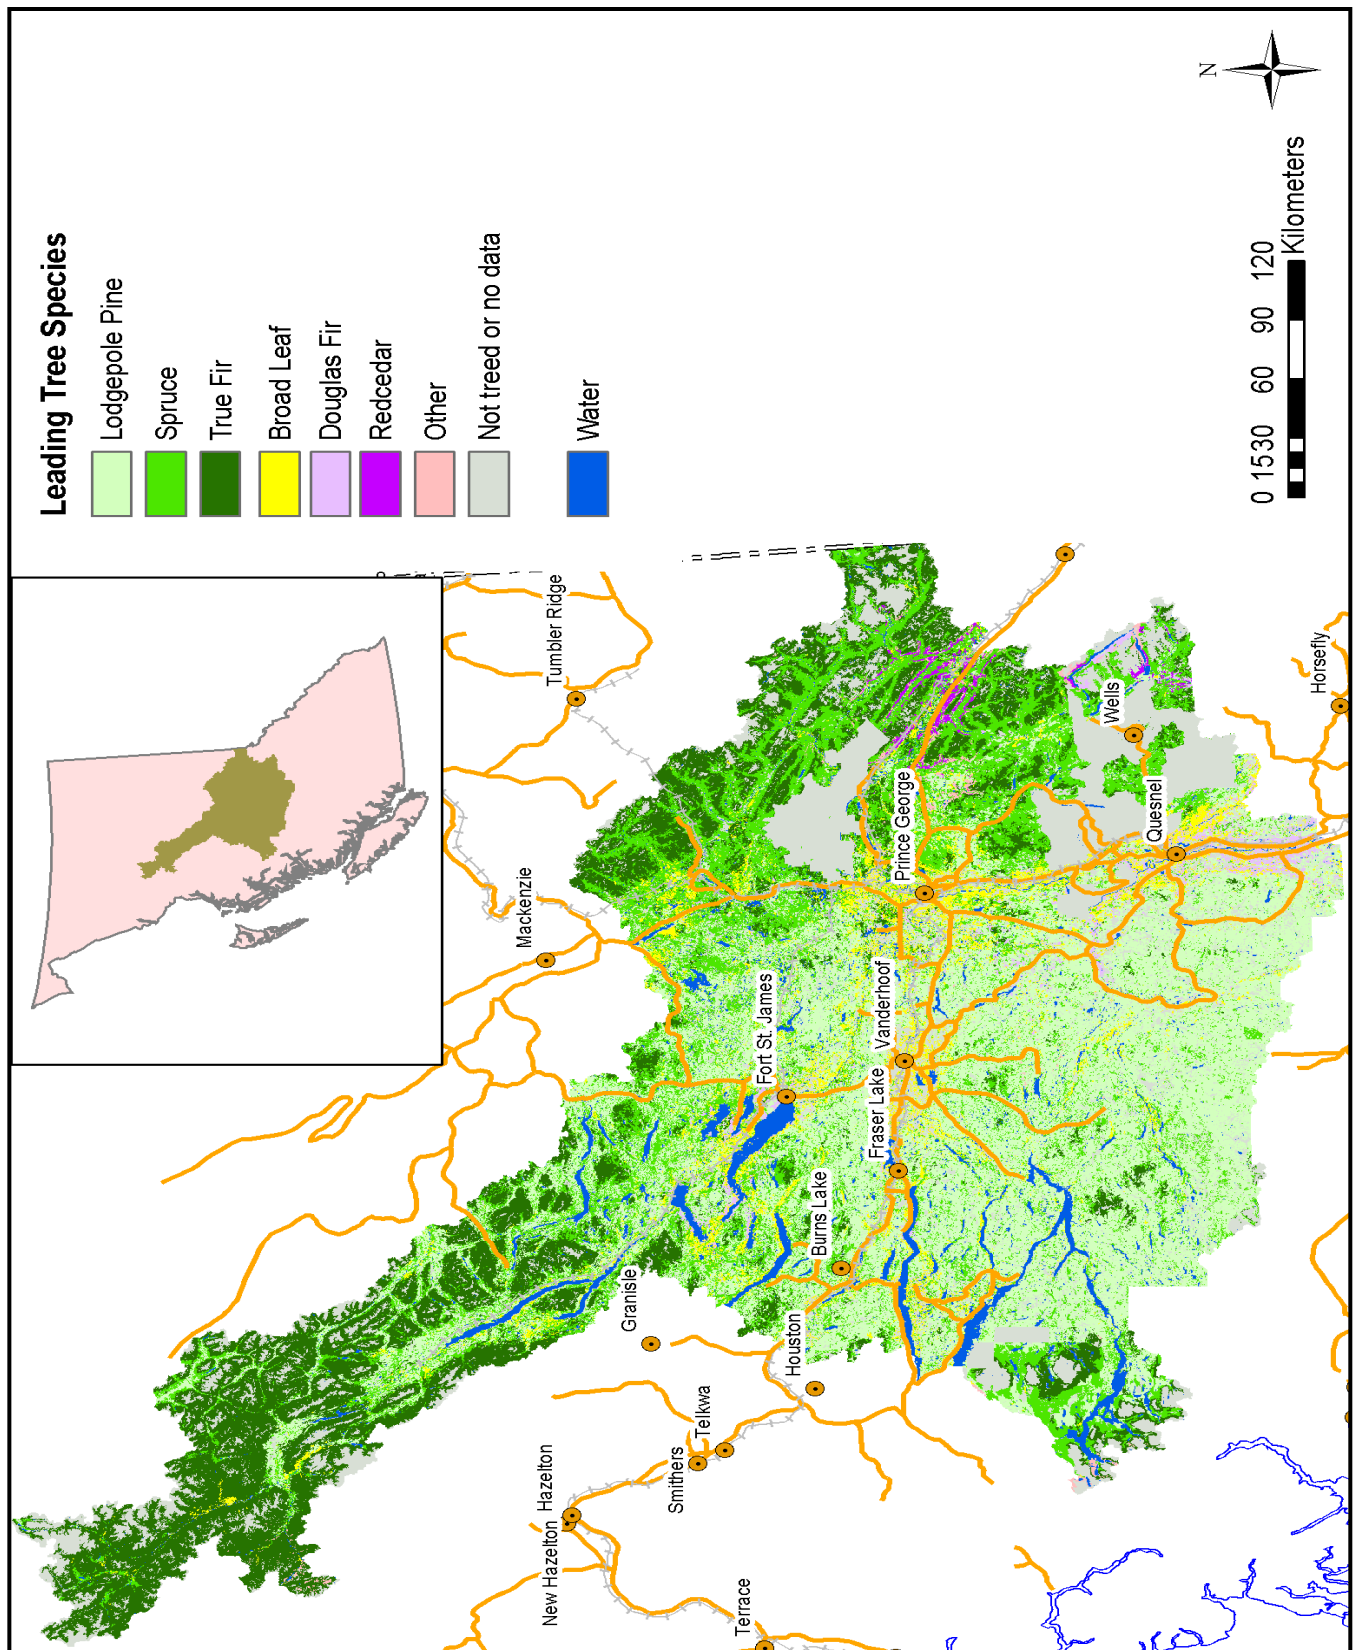 Leading Tree Species
Lodgepole Pine
Spruce
True Fir
Broad Leaf
Douglas Fir
Redcedar
Other
Not treed or no data
Water
N
0 15 30 60 90 120
Kilometers
Tumbler Ridge
Mackenzie
Fort St. James
Prince George
Vanderhoof
Fraser Lake
Burns Lake
Granisle
Houston
Telkwa
Smithers
Hazelton
New Hazelton
Terrace
Wells
Quesnel
Horsefly